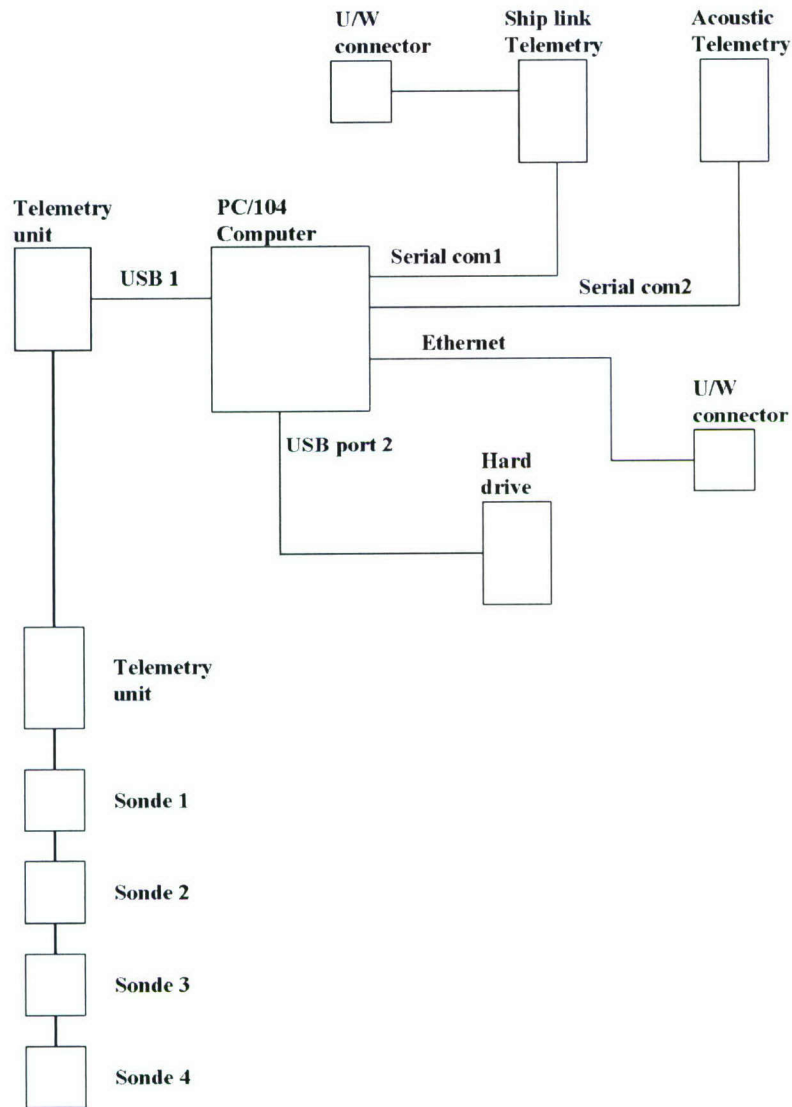 U/W
connector
Ship link
Telemetry
Acoustic
Telemetry
Telemetry
unit
PC/104
Computer
USB 1
Serial com1
Serial com2
Ethernet
U/W
connector
USB port 2
Hard
drive
Telemetry
unit
Sonde 1
Sonde 2
Sonde 3
Sonde 4